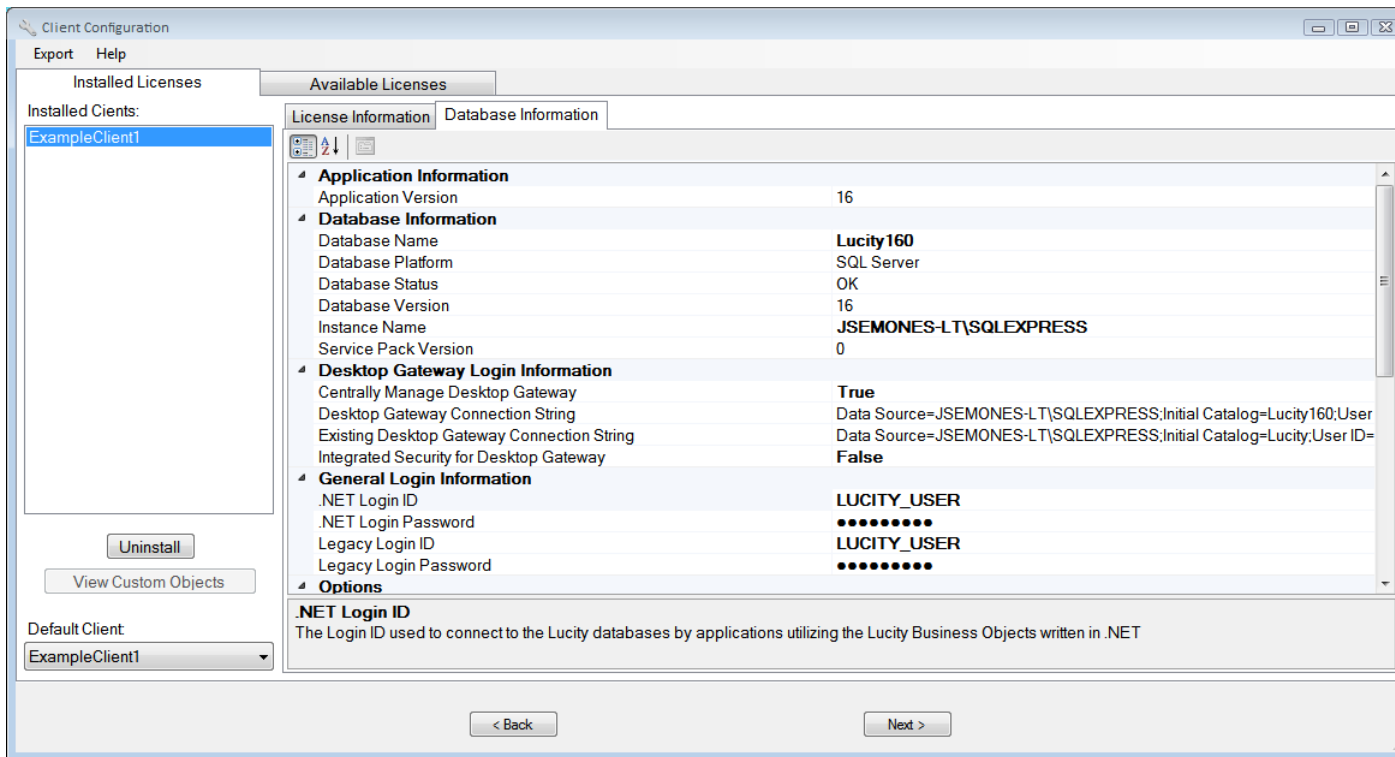 Client Configuration
Export Help
Installed Licenses Available Licenses
Installed Cients:
ExampleClient1
Uninstall
View Custom Objects
Default Client:
ExampleClient1
License Information Database Information
Application Information
Application Version 16
Database Information
Database Name Lucity160
Database Platform SQL Server
Database Status OK
Database Version 16
Instance Name JSEMONES-LT\SQLEXPRESS
Service Pack Version 0
Desktop Gateway Login Information
Centrally Manage Desktop Gateway True
Desktop Gateway Connection String Data Source=JSEMONES-LT\SQLEXPRESS;Initial Catalog=Lucity160;User
Existing Desktop Gateway Connection String Data Source=JSEMONES-LT\SQLEXPRESS;Initial Catalog=Lucity;User ID=
Integrated Security for Desktop Gateway False
General Login Information
.NET Login ID LUCITY_USER
.NET Login Password ●●●●●●●●●
Legacy Login ID LUCITY_USER
Legacy Login Password ●●●●●●●●●
Options
.NET Login ID
The Login ID used to connect to the Lucity databases by applications utilizing the Lucity Business Objects written in .NET
< Back Next >